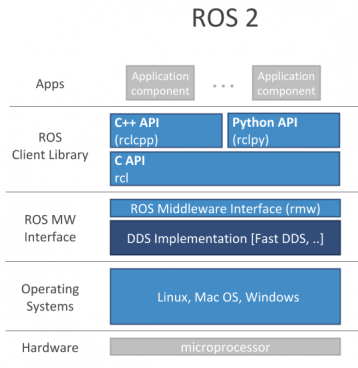 ROS 2
Apps
Application
component
...
Application
component
ROS
Client Library
C++ API
(rclcpp)
Python API
(rclpy)
C API
rcl
ROS MW
Interface
ROS Middleware Interface (rmw)
DDS Implementation [Fast DDS, ..]
Operating
Systems
Linux, Mac OS, Windows
Hardware
microprocessor